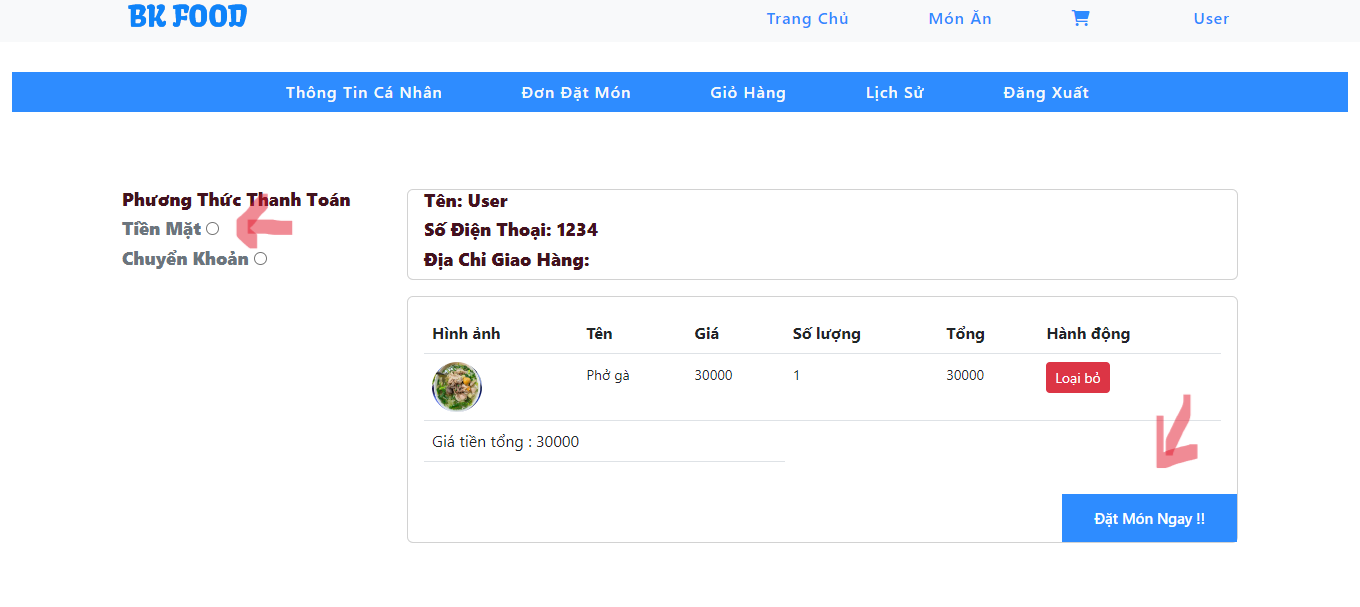 BK FOOD
Trang Chủ Món Ăn User
Thông Tin Cá Nhân Đơn Đặt Món Giỏ Hàng Lịch Sử Đăng Xuất
Phương Thức Thanh Toán
Tiền Mặt
Chuyển Khoản
Tên: User
Số Điện Thoại: 1234
Địa Chỉ Giao Hàng:
Hình ảnh Tên Giá Số lượng Tổng Hành động
Phở gà 30000 1 30000 Loại bỏ
Giá tiền tổng : 30000
Đặt Món Ngay !!